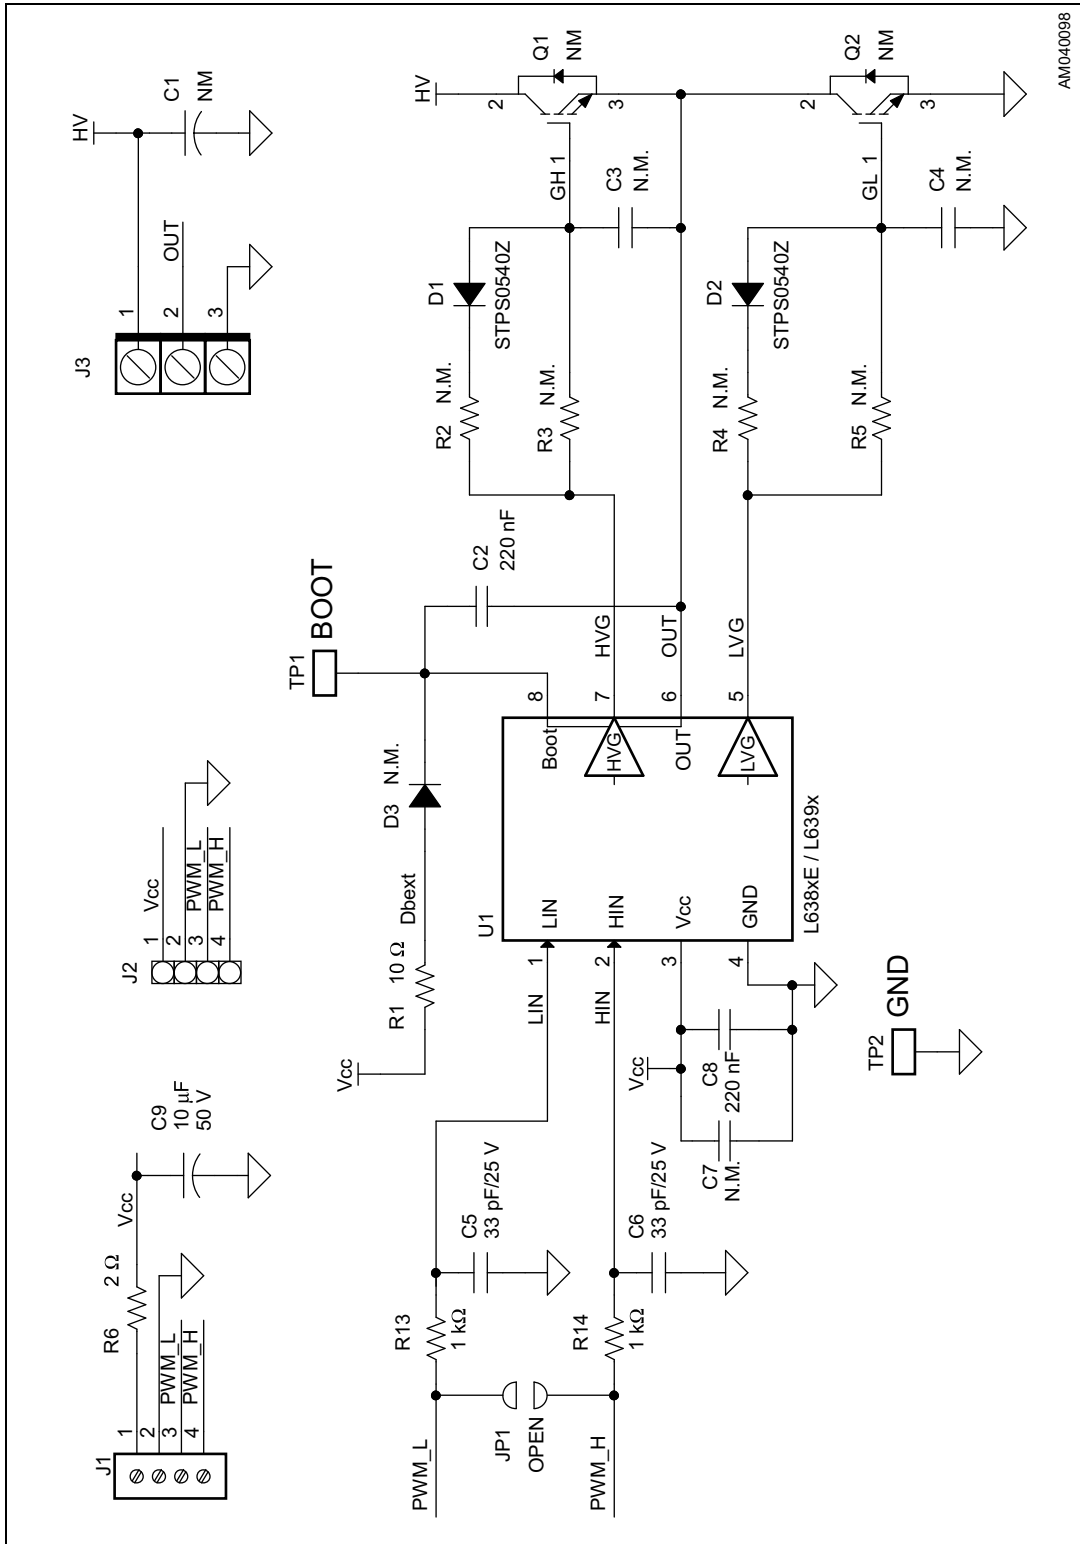 J1
1
2
3
4
PWM_L
PWM_H
R6
2 Ω
Vcc
C9
10 µF
50 V
J2
1
2
3
4
Vcc
PWM_L
PWM_H
J3
1
2
3
OUT
HV
C1
NM
TP1
BOOT
Vcc
R1
10 Ω
Dbext
D3
N.M.
C2
220 nF
PWM_L
PWM_H
JP1
OPEN
R13
1 kΩ
R14
1 kΩ
C5
33 pF/25 V
C6
33 pF/25 V
LIN
HIN
1
2
3
4
Vcc
C7
N.M.
C8
220 nF
U1
LIN
HIN
Vcc
GND
Boot
HVG
OUT
LVG
L638xE / L639x
8
7
6
5
HVG
OUT
LVG
TP2
GND
R2
N.M.
D1
STPS0540Z
R3
N.M.
C3
N.M.
GH 1
HV
2
3
Q1
NM
R4
N.M.
D2
STPS0540Z
R5
N.M.
C4
N.M.
GL 1
2
3
Q2
NM
AM040098